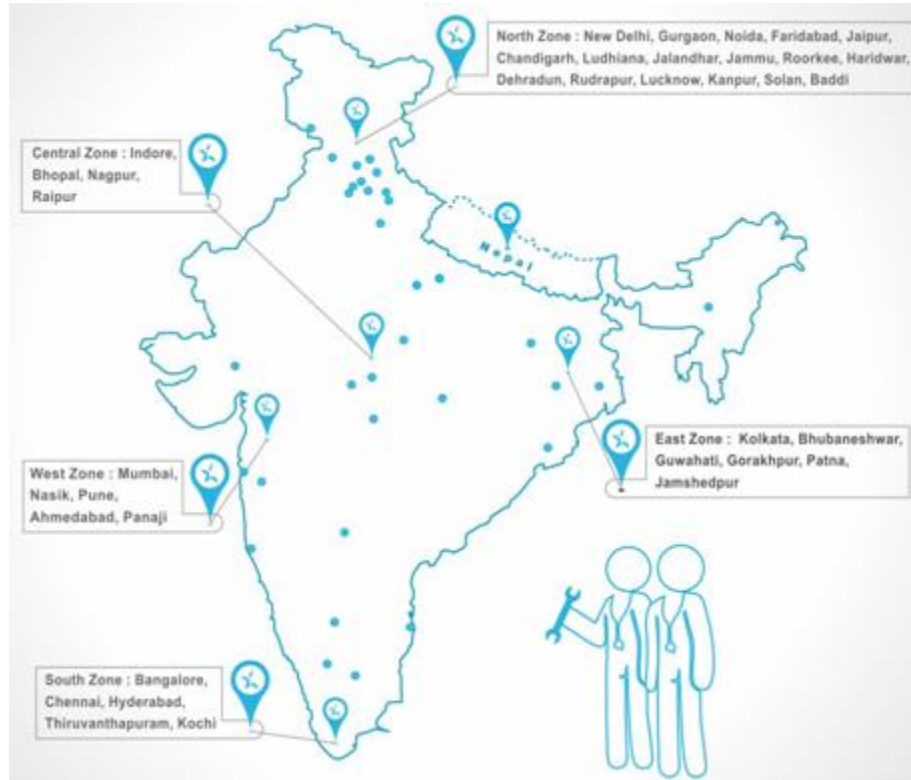 North Zone : New Delhi, Gurgaon, Noida, Faridabad, Jaipur,
Chandigarh, Ludhiana, Jalandhar, Jammu, Roorkee, Haridwar,
Dehradun, Rudrapur, Lucknow, Kanpur, Solan, Baddi
Central Zone : Indore,
Bhopal, Nagpur,
Raipur
Nepal
East Zone : Kolkata, Bhubaneshwar,
Guwahati, Gorakhpur, Patna,
Jamshedpur
West Zone : Mumbai,
Nasik, Pune,
Ahmedabad, Panaji
South Zone : Bangalore,
Chennai, Hyderabad,
Thiruvanthapuram, Kochi